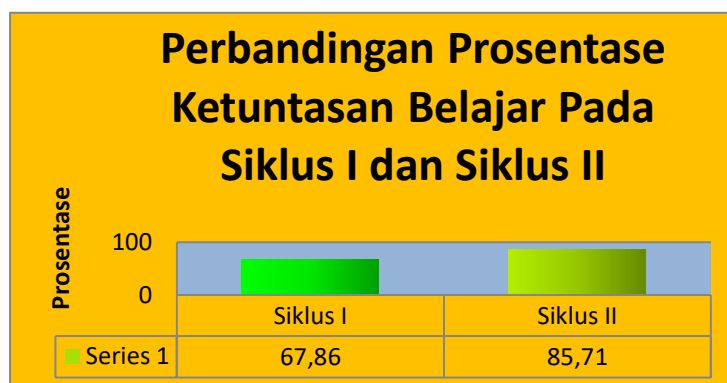 Perbandingan Prosentase
Ketuntasan Belajar Pada
Siklus I dan Siklus II
Prosentase
100
0
Siklus I Siklus II
Series 1 67,86 85,71